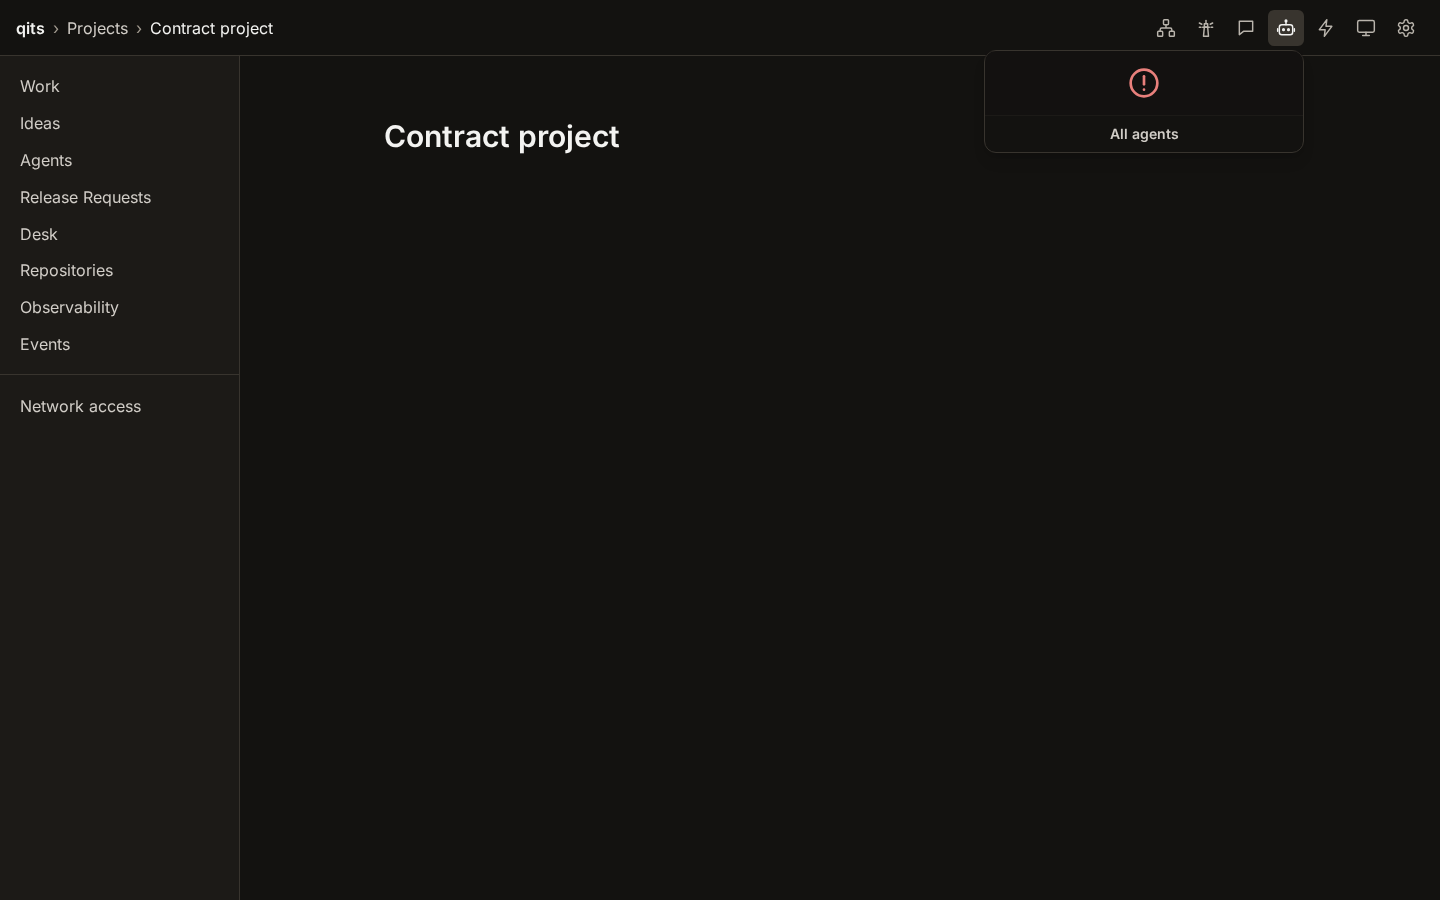 qits › Projects › Contract project
All agents
Work
Ideas
Agents
Release Requests
Desk
Repositories
Observability
Events
Network access
Contract project